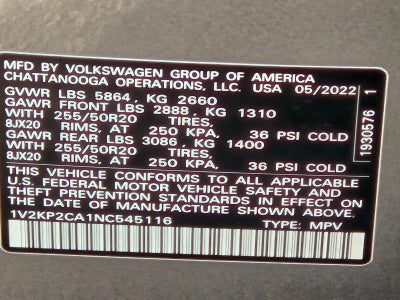 MFD BY VOLKSWAGEN GROUP OF AMERICA
CHATTANOOGA OPERATIONS, LLC. USA 05/2022
GVWR LBS 5864, KG 2660
GAWR FRONT LBS 2888, KG 1310
WITH 255/50R20 TIRES,
8JX20 RIMS, AT 250 KPA. 36 PSI COLD
GAWR REAR LBS 3086, KG 1400
WITH 255/50R20 TIRES,
8JX20 RIMS, AT 250 KPA. 36 PSI COLD
THIS VEHICLE CONFORMS TO ALL APPLICABLE
U.S. FEDERAL MOTOR VEHICLE SAFETY AND
THEFT PREVENTION STANDARDS IN EFFECT ON
THE DATE OF MANUFACTURE SHOWN ABOVE.
1V2KP2CA1NC545116 TYPE: MPV
1930576 1